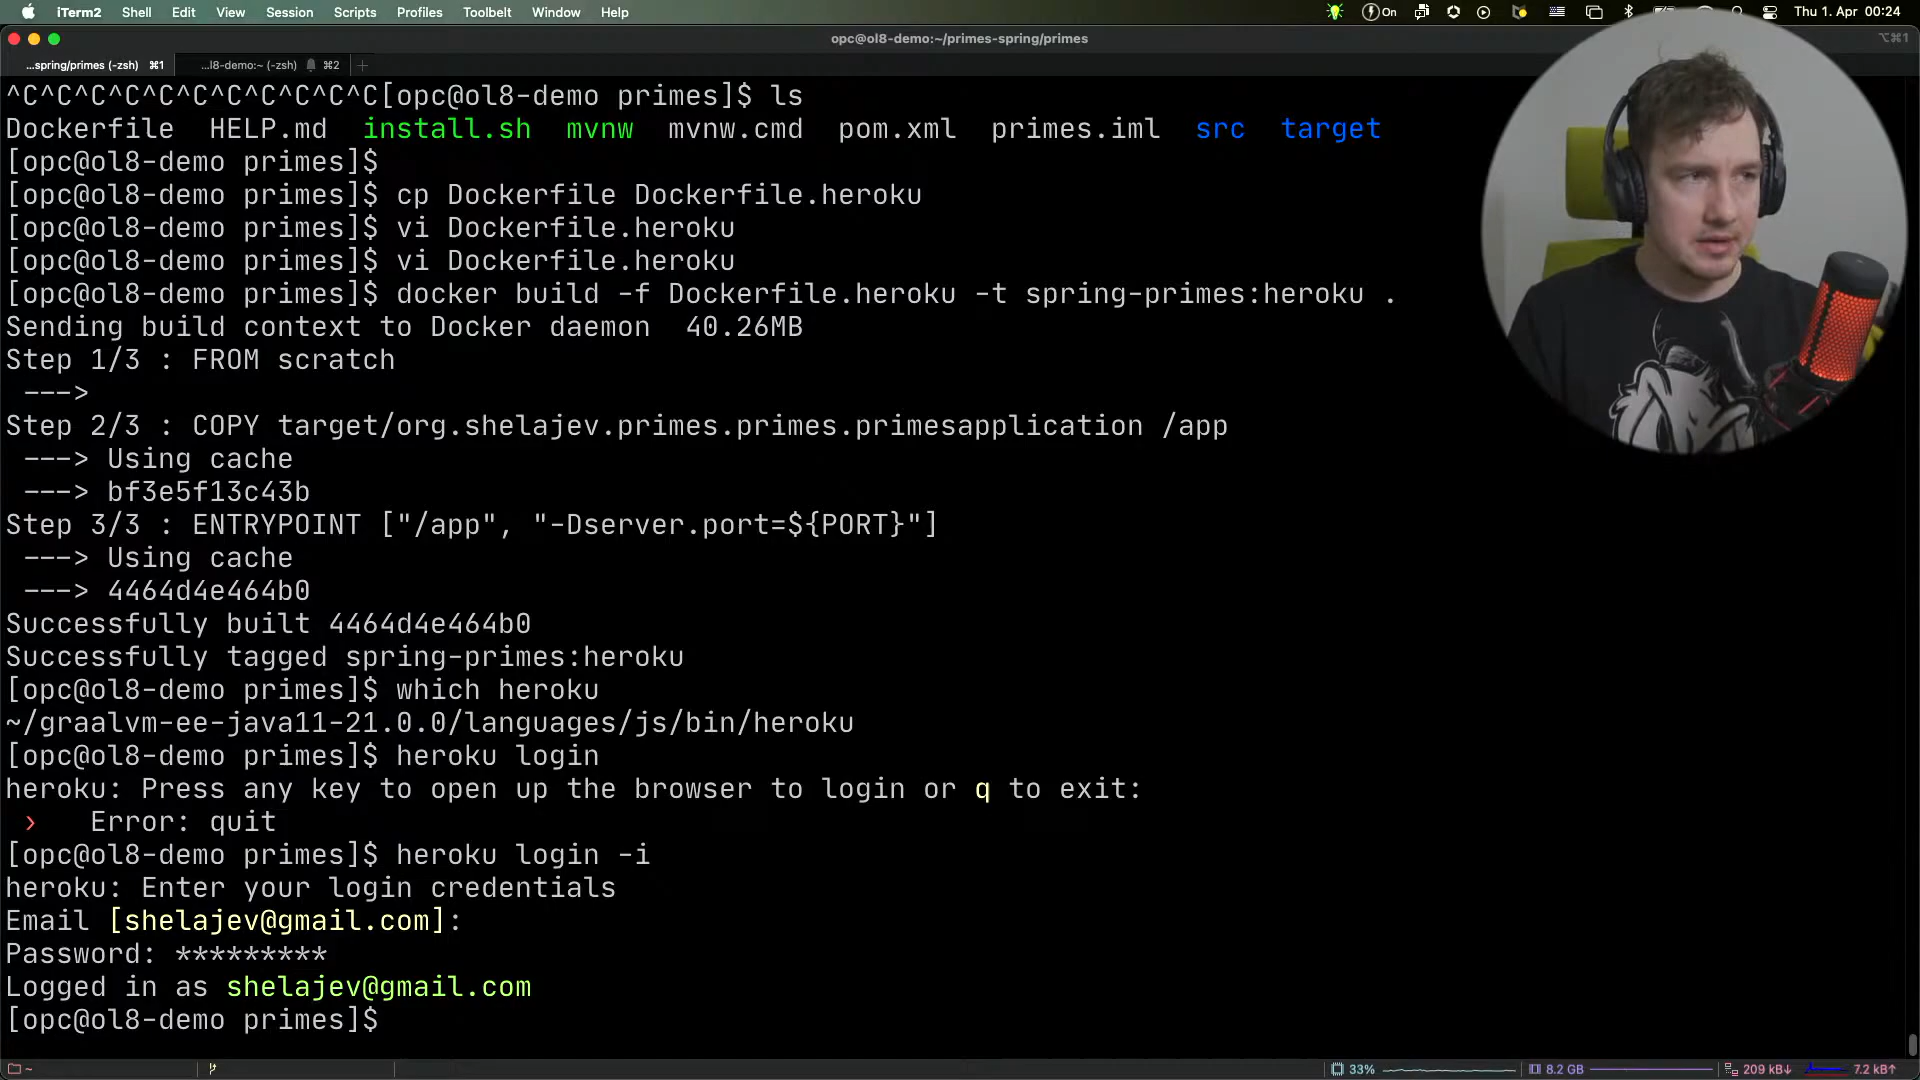 iTerm2 Shell Edit View Session Scripts Profiles Toolbelt Window Help On Thu 1. Apr 00:24
opc@ol8-demo:~/primes-spring/primes ⌥⌘1
...spring/primes (-zsh) ⌘1 ...l8-demo:~ (-zsh) ⌘2
^C^C^C^C^C^C^C^C^C^C^C[opc@ol8-demo primes]$ ls
Dockerfile HELP.md install.sh mvnw mvnw.cmd pom.xml primes.iml src target
[opc@ol8-demo primes]$
[opc@ol8-demo primes]$ cp Dockerfile Dockerfile.heroku
[opc@ol8-demo primes]$ vi Dockerfile.heroku
[opc@ol8-demo primes]$ vi Dockerfile.heroku
[opc@ol8-demo primes]$ docker build -f Dockerfile.heroku -t spring-primes:heroku .
Sending build context to Docker daemon 40.26MB
Step 1/3 : FROM scratch
--->
Step 2/3 : COPY target/org.shelajev.primes.primes.primesapplication /app
---> Using cache
---> bf3e5f13c43b
Step 3/3 : ENTRYPOINT ["/app", "-Dserver.port=${PORT}"]
---> Using cache
---> 4464d4e464b0
Successfully built 4464d4e464b0
Successfully tagged spring-primes:heroku
[opc@ol8-demo primes]$ which heroku
~/graalvm-ee-java11-21.0.0/languages/js/bin/heroku
[opc@ol8-demo primes]$ heroku login
heroku: Press any key to open up the browser to login or q to exit:
› Error: quit
[opc@ol8-demo primes]$ heroku login -i
heroku: Enter your login credentials
Email [shelajev@gmail.com]:
Password: *********
Logged in as shelajev@gmail.com
[opc@ol8-demo primes]$
~ 33% 8.2 GB 209 kB↓ 7.2 kB↑